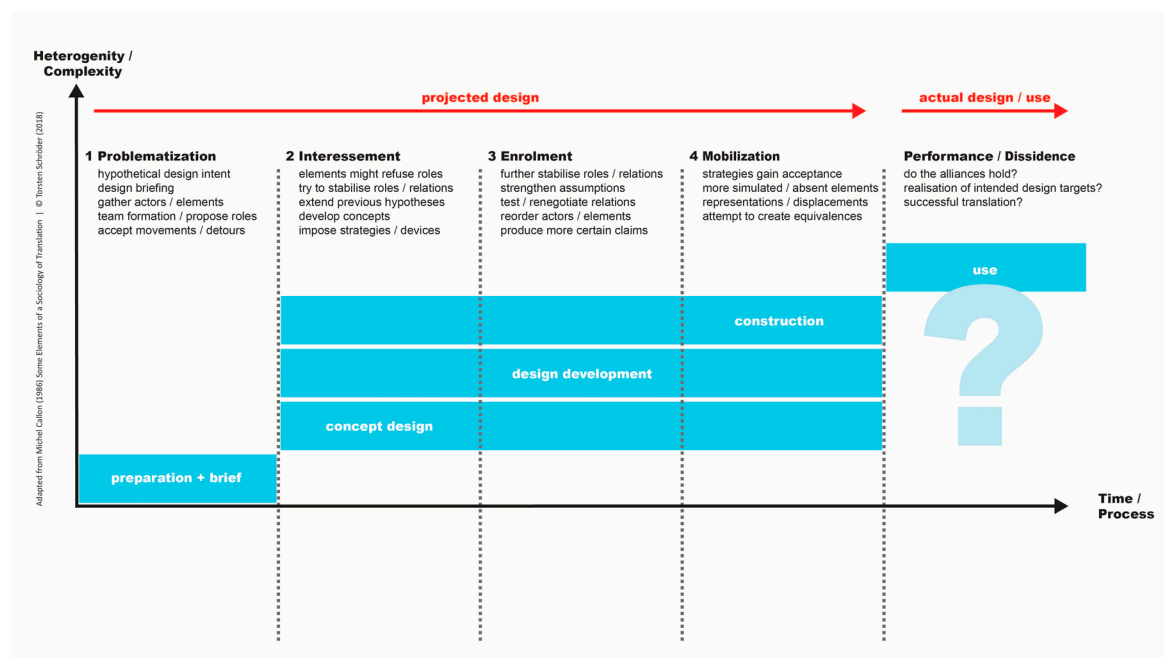 Heterogenity /
Complexity
projected design
actual design / use
Adapted from Michel Callon (1986) Some Elements of a Sociology of Translation | © Torsten Schröder (2018)
1 Problematization
hypothetical design intent
design briefing
gather actors / elements
team formation / propose roles
accept movements / detours
2 Interessement
elements might refuse roles
try to stabilise roles / relations
extend previous hypotheses
develop concepts
impose strategies / devices
3 Enrolment
further stabilise roles / relations
strengthen assumptions
test / renegotiate relations
reorder actors / elements
produce more certain claims
4 Mobilization
strategies gain acceptance
more simulated / absent elements
representations / displacements
attempt to create equivalences
Performance / Dissidence
do the alliances hold?
realisation of intended design targets?
successful translation?
use
?
construction
design development
concept design
preparation + brief
Time /
Process